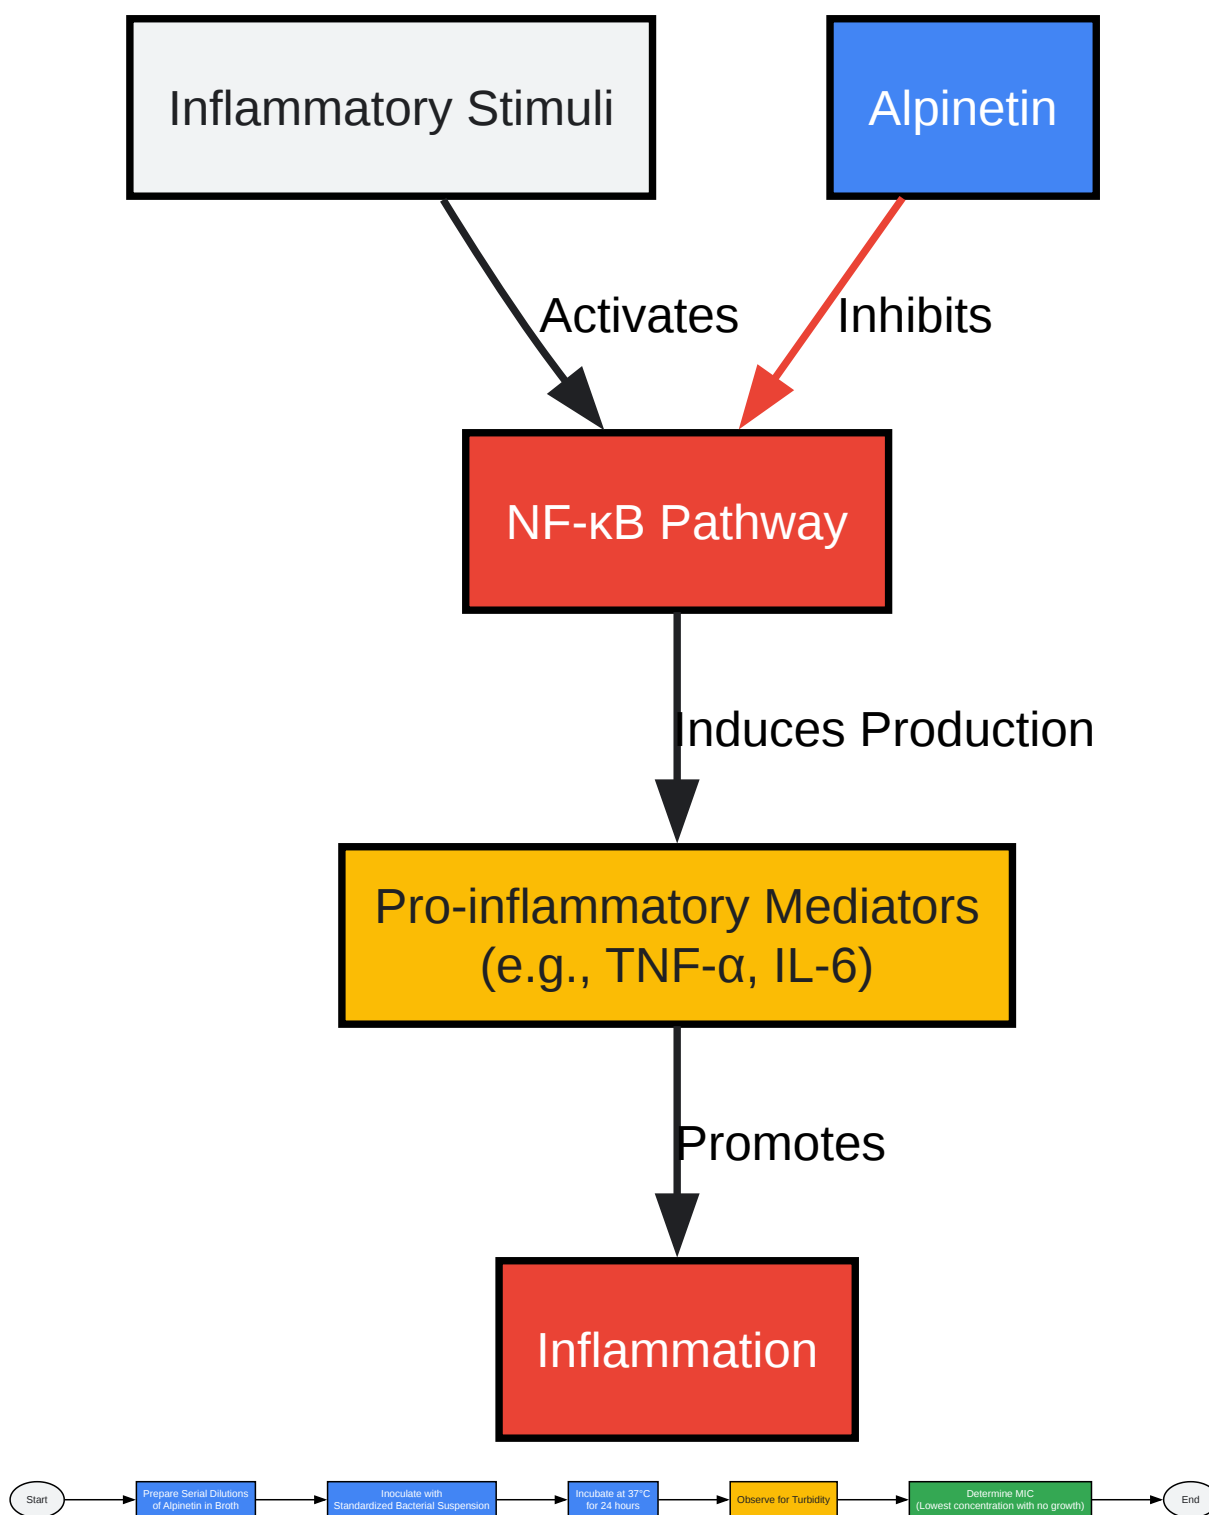 Inflammatory Stimuli
Alpinetin
Activates
Inhibits
NF-κB Pathway
Induces Production
Pro-inflammatory Mediators
(e.g., TNF-α, IL-6)
Promotes
Inflammation
Start
Prepare Serial Dilutions
of Alpinetin in Broth
Inoculate with
Standardized Bacterial Suspension
Incubate at 37°C
for 24 hours
Observe for Turbidity
Determine MIC
(Lowest concentration with no growth)
End